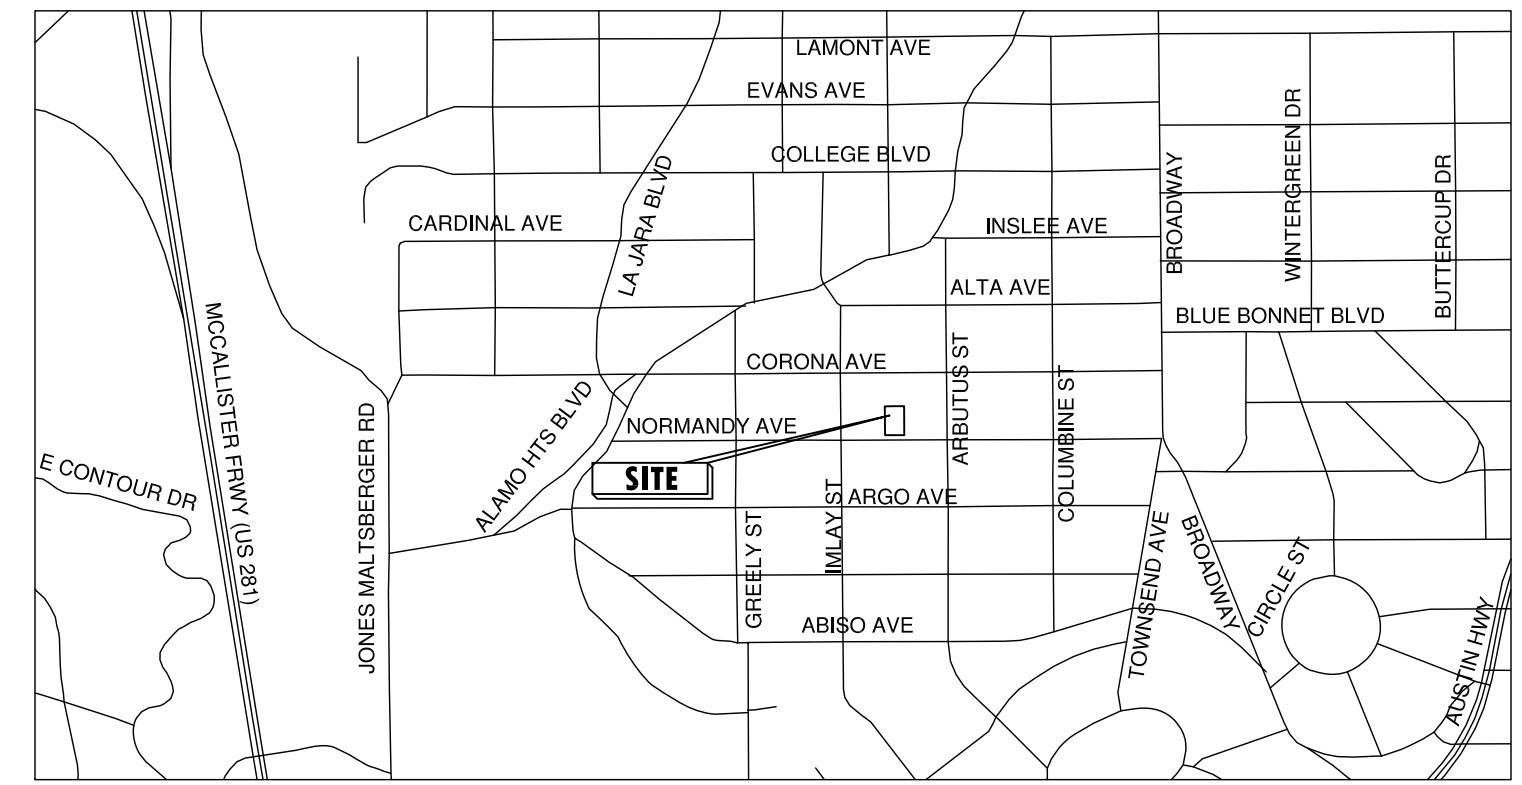 LAMONT AVE
EVANS AVE
COLLEGE BLVD
CARDINAL AVE
LA JARA BLVD
INSLEE AVE
BROADWAY
WINTERGREEN DR
BUTTERCUP DR
ALTA AVE
BLUE BONNET BLVD
MCCALLISTER FRWY (US 281)
CORONA AVE
ARBUTUS ST
COLUMBINE ST
JONES MALTSBERGER RD
ALAMO HTS BLVD
NORMANDY AVE
E CONTOUR DR
SITE
ARGO AVE
IMLAY ST
GREELY ST
TOWNSEND AVE
BROADWAY
CIRCLE ST
ABISO AVE
AUSTIN HWY